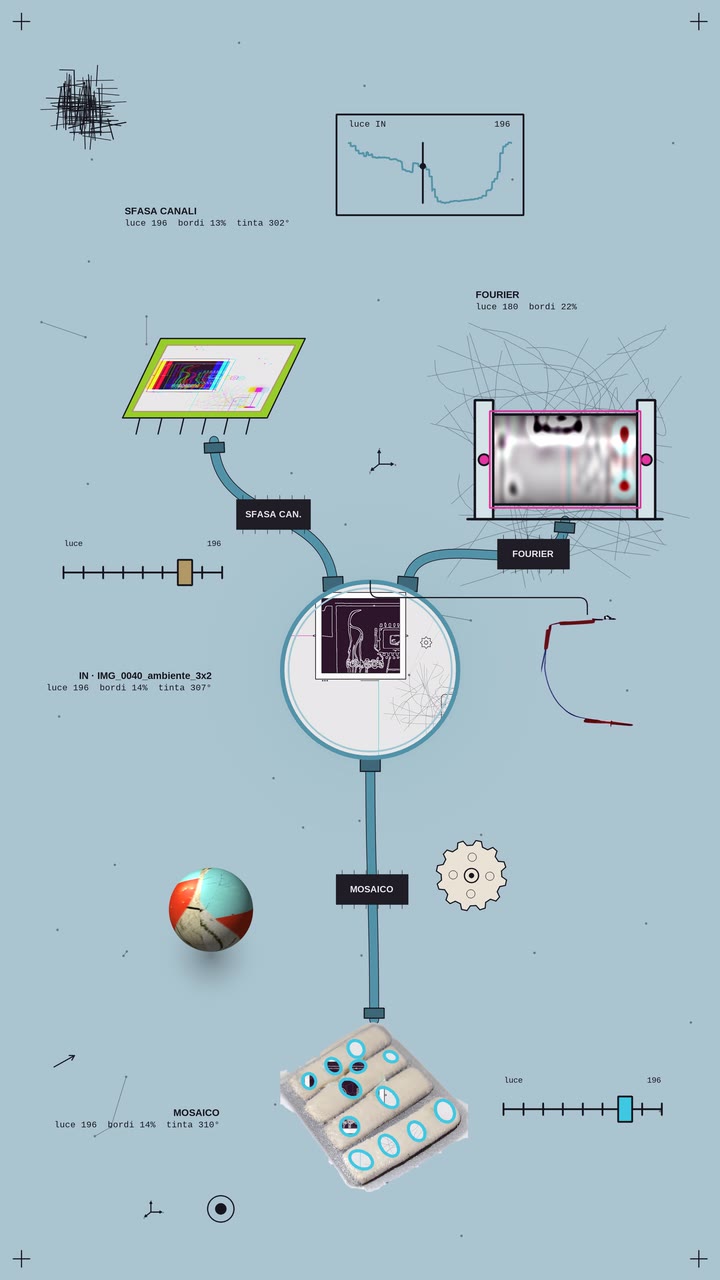 luce IN 196
SFASA CANALI
luce 196 bordi 13% tinta 302°
FOURIER
luce 180 bordi 22%
SFASA CAN.
luce 196
FOURIER
IN · IMG_0040_ambiente_3x2
luce 196 bordi 14% tinta 307°
MOSAICO
luce 196
MOSAICO
luce 196 bordi 14% tinta 310°